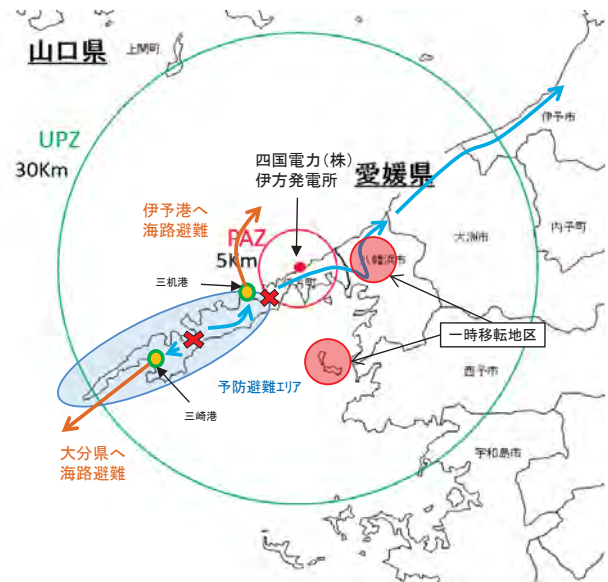 山口県
上関町
UPZ
30Km
伊予市
四国電力(株)
伊方発電所
愛媛県
伊予港へ
海路避難
大洲市
内子町
PAZ
5Km
八幡浜市
三机港
一時移転地区
予防避難エリア
西予市
三崎港
大分県へ
海路避難
宇和島市